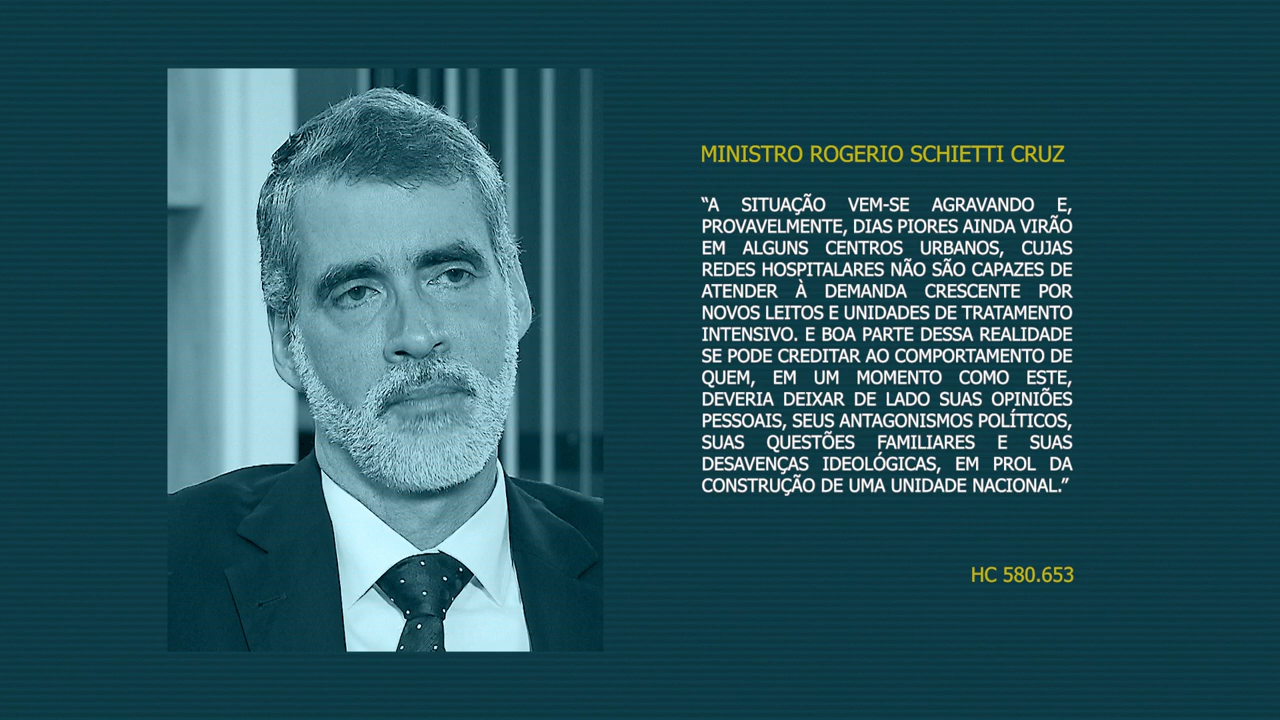 MINISTRO ROGERIO SCHIETTI CRUZ
“A SITUAÇÃO VEM-SE AGRAVANDO E,
PROVAVELMENTE, DIAS PIORES AINDA VIRÃO
EM ALGUNS CENTROS URBANOS, CUJAS
REDES HOSPITALARES NÃO SÃO CAPAZES DE
ATENDER À DEMANDA CRESCENTE POR
NOVOS LEITOS E UNIDADES DE TRATAMENTO
INTENSIVO. E BOA PARTE DESSA REALIDADE
SE PODE CREDITAR AO COMPORTAMENTO DE
QUEM, EM UM MOMENTO COMO ESTE,
DEVERIA DEIXAR DE LADO SUAS OPINIÕES
PESSOAIS, SEUS ANTAGONISMOS POLÍTICOS,
SUAS QUESTÕES FAMILIARES E SUAS
DESAVENÇAS IDEOLÓGICAS, EM PROL DA
CONSTRUÇÃO DE UMA UNIDADE NACIONAL.”
HC 580.653